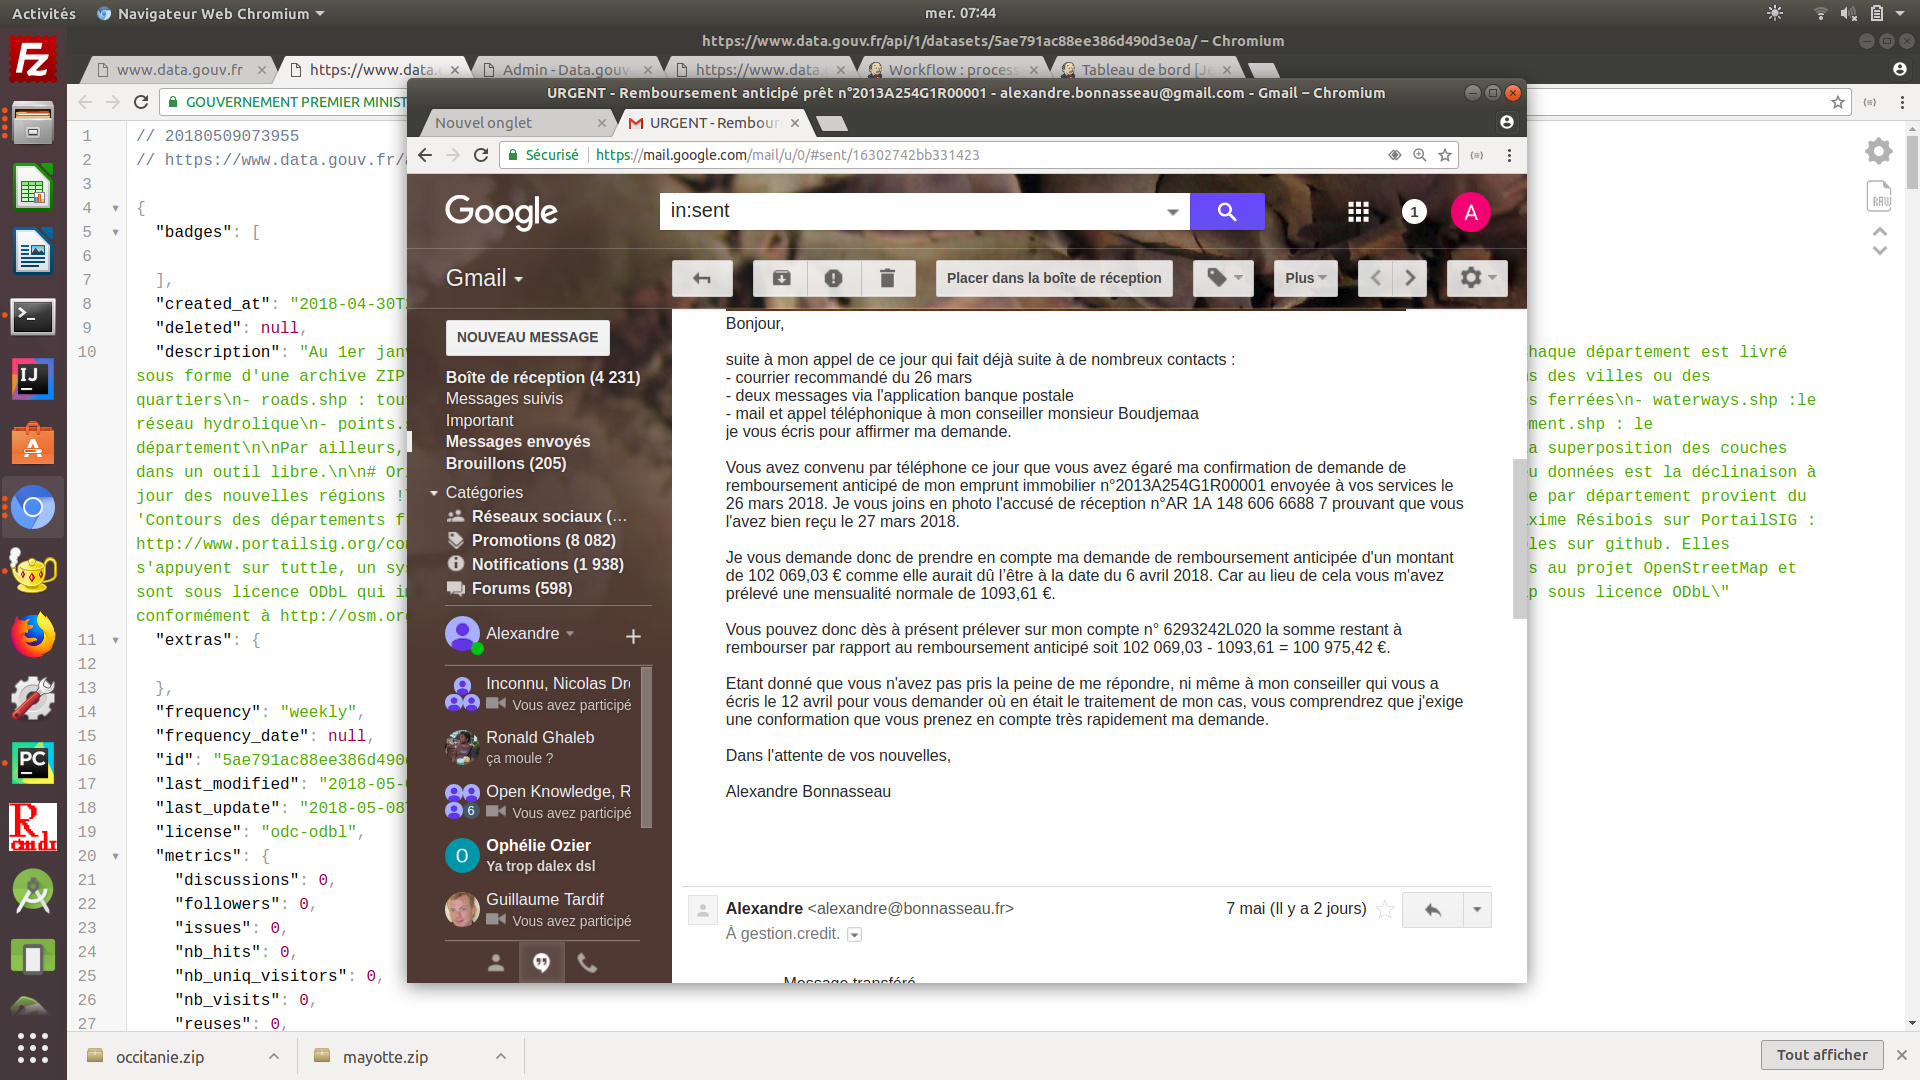 Activités
Navigateur Web Chromium
mer. 07:44
https://www.data.gouv.fr/api/1/datasets/5ae791ac88ee386d490d3e0a/ – Chromium
www.data.gouv.fr
https://www.data.
Admin - Data.gouv.
https://www.data.
Workflow : process
Tableau de bord [Je
GOUVERNEMENT PREMIER MINIST
1 // 20180509073955
2 // https://www.data.gouv.fr/
3
4 {
5 "badges": [
6
7 ],
8 "created_at": "2018-04-30T
9 "deleted": null,
10 "description": "Au 1er janv
sous forme d'une archive ZIP
quartiers\n- roads.shp : tou
réseau hydrolique\n- points.
département\n\nPar ailleurs,
dans un outil libre.\n\n# Or
jour des nouvelles régions !
'Contours des départements f
http://www.portailsig.org/co
s'appuyent sur tuttle, un sy
sont sous licence ODbL qui i
conformément à http://osm.or
11 "extras": {
12
13 },
14 "frequency": "weekly",
15 "frequency_date": null,
16 "id": "5ae791ac88ee386d490
17 "last_modified": "2018-05-
18 "last_update": "2018-05-08
19 "license": "odc-odbl",
20 "metrics": {
21 "discussions": 0,
22 "followers": 0,
23 "issues": 0,
24 "nb_hits": 0,
25 "nb_uniq_visitors": 0,
26 "nb_visits": 0,
27 "reuses": 0,
haque département est livré
s des villes ou des
s ferrées\n- waterways.shp :le
ment.shp : le
a superposition des couches
u données est la déclinaison à
e par département provient du
xime Résibois sur PortailSIG :
les sur github. Elles
s au projet OpenStreetMap et
p sous licence ODbL\"
RAW
URGENT - Remboursement anticipé prêt n°2013A254G1R00001 - alexandre.bonnasseau@gmail.com - Gmail – Chromium
Nouvel onglet
URGENT - Rembour
Sécurisé
https://mail.google.com/mail/u/0/#sent/16302742bb331423
Google
in:sent
1
A
Gmail
Placer dans la boîte de réception
Plus
NOUVEAU MESSAGE
Boîte de réception (4 231)
Messages suivis
Important
Messages envoyés
Brouillons (205)
Catégories
Réseaux sociaux (…
Promotions (8 082)
Notifications (1 938)
Forums (598)
Alexandre
Inconnu, Nicolas Dr
Vous avez participé
Ronald Ghaleb
ça moule ?
Open Knowledge, R
6
Vous avez participé
O
Ophélie Ozier
Ya trop dalex dsl
Guillaume Tardif
Vous avez participé
Bonjour,
suite à mon appel de ce jour qui fait déjà suite à de nombreux contacts :
- courrier recommandé du 26 mars
- deux messages via l'application banque postale
- mail et appel téléphonique à mon conseiller monsieur Boudjemaa
je vous écris pour affirmer ma demande.
Vous avez convenu par téléphone ce jour que vous avez égaré ma confirmation de demande de
remboursement anticipé de mon emprunt immobilier n°2013A254G1R00001 envoyée à vos services le
26 mars 2018. Je vous joins en photo l'accusé de réception n°AR 1A 148 606 6688 7 prouvant que vous
l'avez bien reçu le 27 mars 2018.
Je vous demande donc de prendre en compte ma demande de remboursement anticipée d'un montant
de 102 069,03 € comme elle aurait dû l'être à la date du 6 avril 2018. Car au lieu de cela vous m'avez
prélevé une mensualité normale de 1093,61 €.
Vous pouvez donc dès à présent prélever sur mon compte n° 6293242L020 la somme restant à
rembourser par rapport au remboursement anticipé soit 102 069,03 - 1093,61 = 100 975,42 €.
Etant donné que vous n'avez pas pris la peine de me répondre, ni même à mon conseiller qui vous a
écris le 12 avril pour vous demander où en était le traitement de mon cas, vous comprendrez que j'exige
une conformation que vous prenez en compte très rapidement ma demande.
Dans l'attente de vos nouvelles,
Alexandre Bonnasseau
Alexandre <alexandre@bonnasseau.fr>
7 mai (Il y a 2 jours)
À gestion.credit.
Message transféré
occitanie.zip
mayotte.zip
Tout afficher